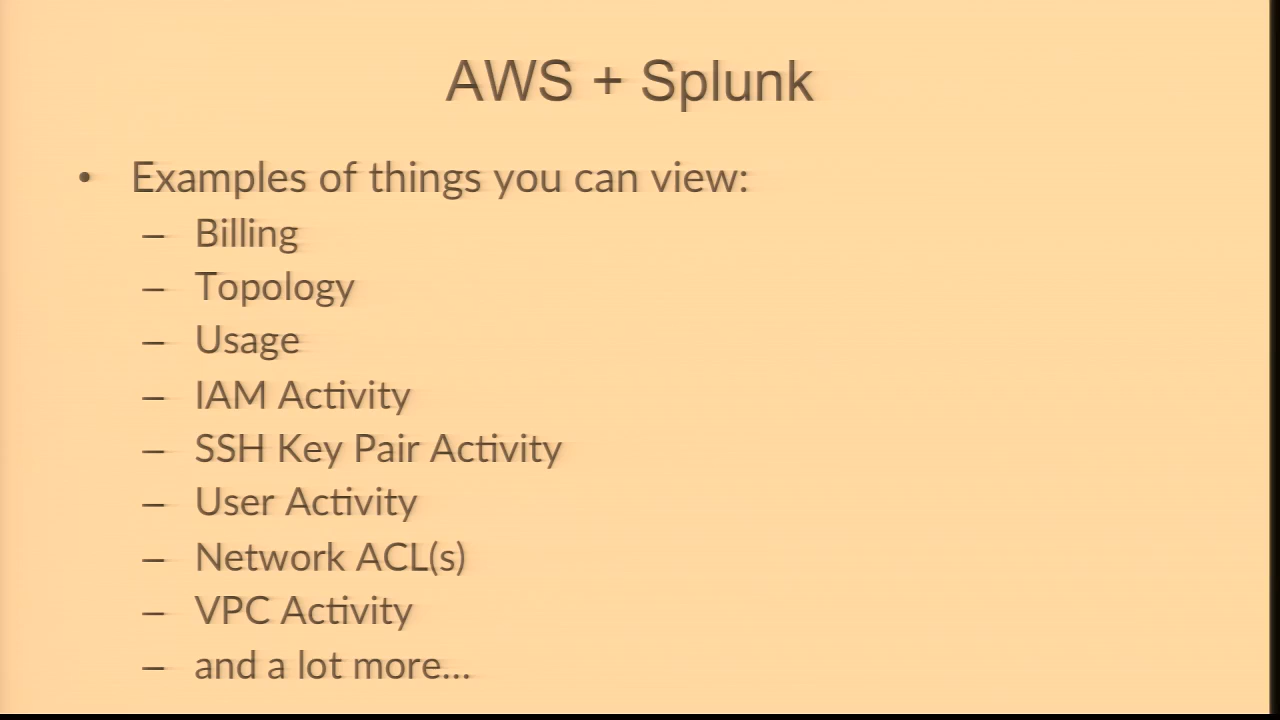 AWS + Splunk
• Examples of things you can view:
– Billing
– Topology
– Usage
– IAM Activity
– SSH Key Pair Activity
– User Activity
– Network ACL(s)
– VPC Activity
– and a lot more...